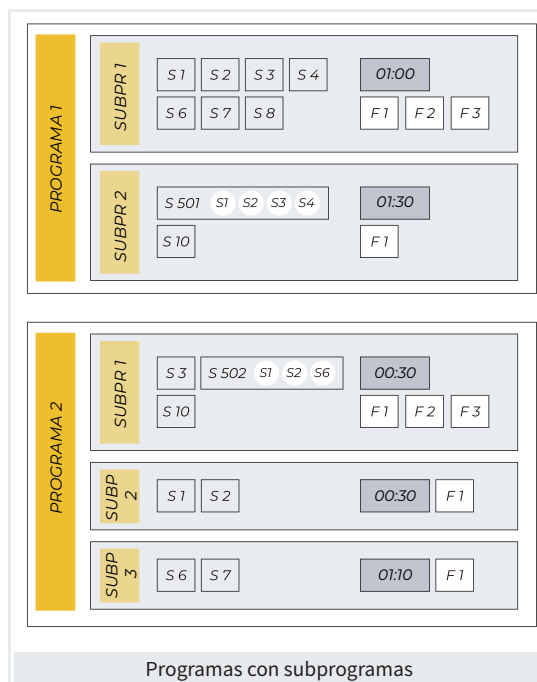 PROGRAMA 1
SUBPR 1
S 1 S 2 S 3 S 4 01:00
S 6 S 7 S 8 F 1 F 2 F 3
SUBPR 2
S 501 S1 S2 S3 S4 01:30
S 10 F 1
PROGRAMA 2
SUBPR 1
S 3 S 502 S1 S2 S6 00:30
S 10 F 1 F 2 F 3
SUBP
2
S 1 S 2 00:30 F 1
SUBP
3
S 6 S 7 01:10 F 1
Programas con subprogramas